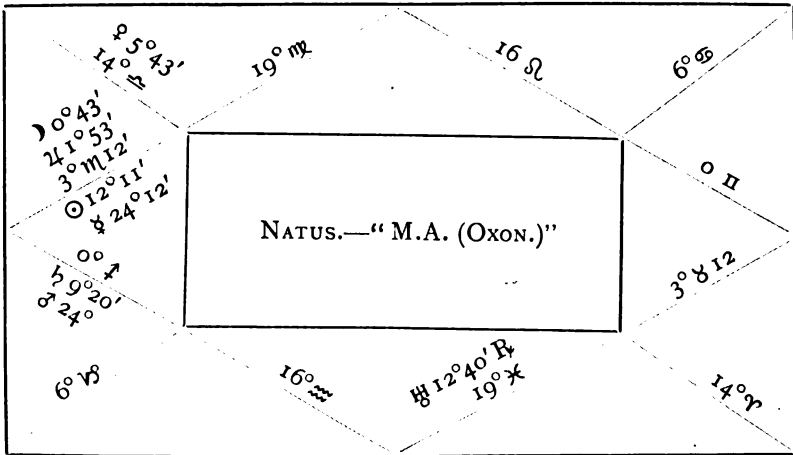 ♀ 5° 43′
14° ♎
19° ♍
16 ♌
6° ♋
☽ 0° 43′
♃ 1° 53′
3° ♏ 12′
☉ 12° 11′
☿ 24° 12′
0 ♊
NATUS.—“ M.A. (OXON.)”
0° ♐
♄ 9° 20′
♂ 24°
3° ♉ 12
6° ♑
16° ♒
♅ 12° 40′ ℞
19° ♓
14° ♈